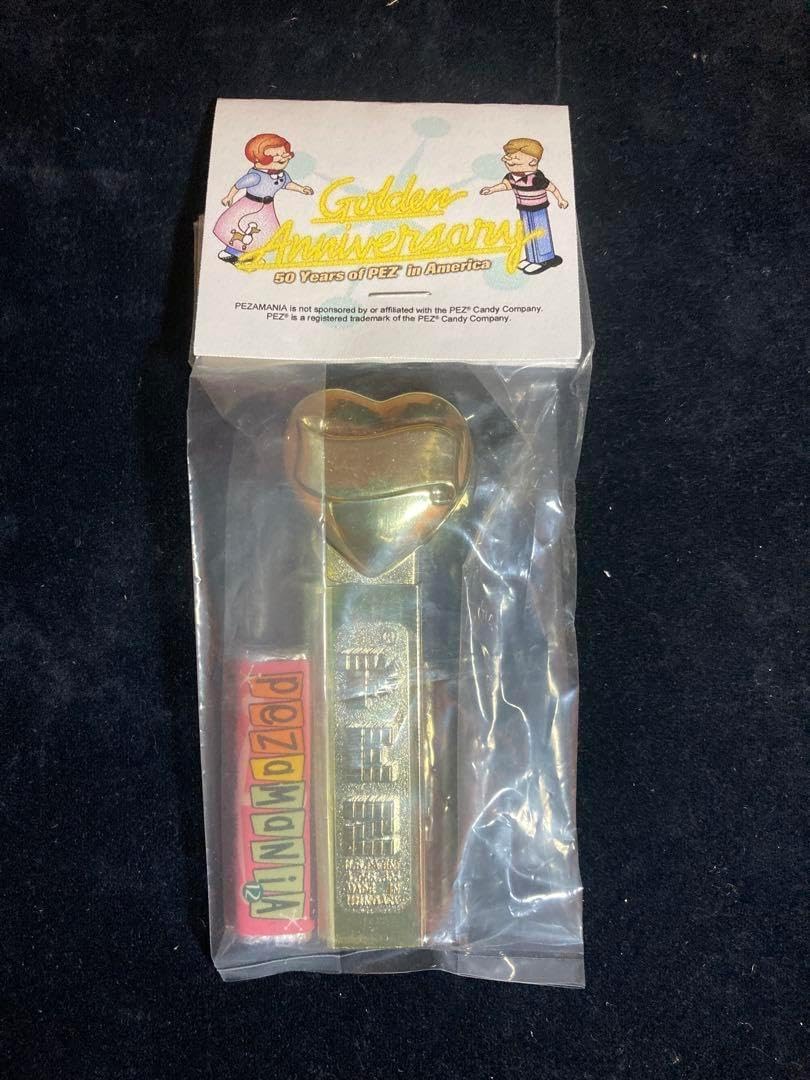 Golden
Anniversary
50 Years of PEZ® in America
PEZAMANIA is not sponsored by or affiliated with the PEZ® Candy Company.
PEZ® is a registered trademark of the PEZ® Candy Company.
PEZ
PeZaManiA
12